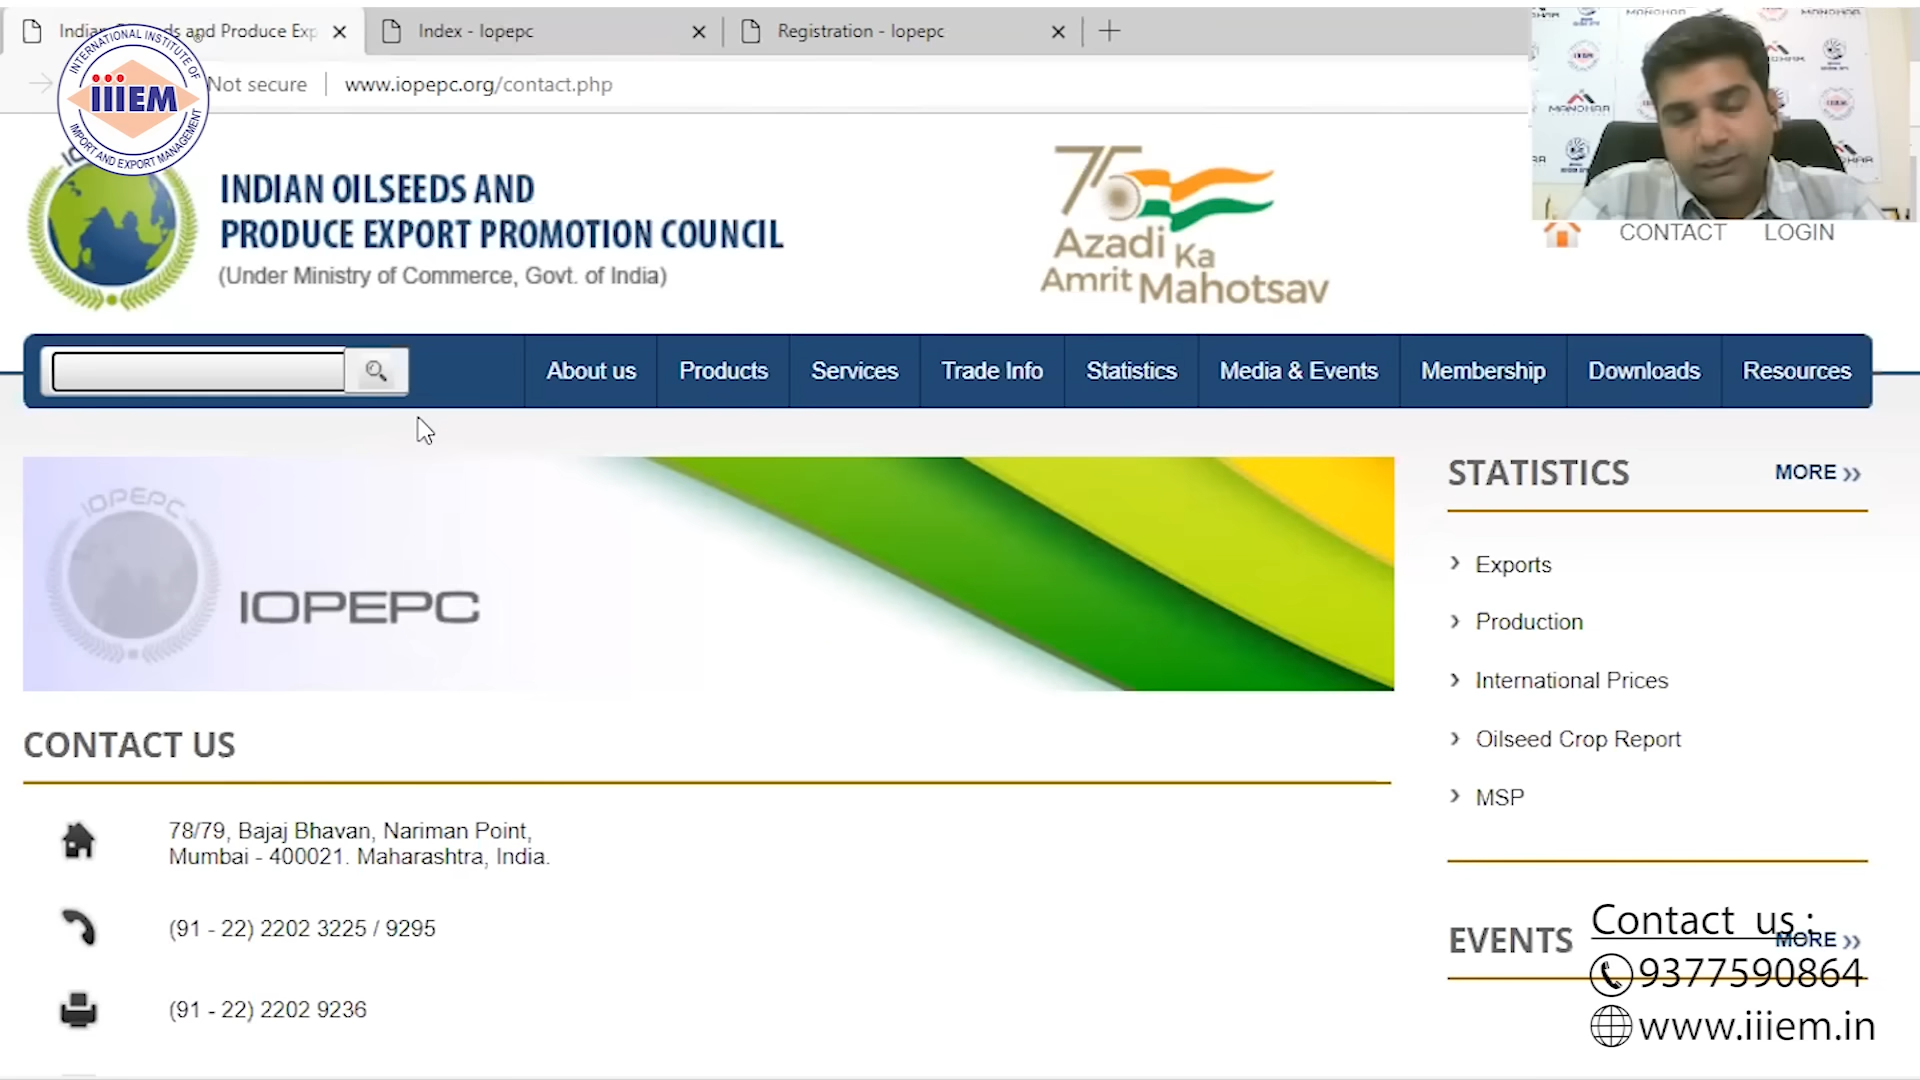 Indian Oilseeds and Produce Exp
Index - Iopepc
Registration - Iopepc
Not secure
www.iopepc.org/contact.php
INTERNATIONAL INSTITUTE OF
iiiEM
IMPORT AND EXPORT MANAGEMENT
MANDHAR
INDIAN OILSEEDS AND
PRODUCE EXPORT PROMOTION COUNCIL
(Under Ministry of Commerce, Govt. of India)
75
Azadi Ka
Amrit Mahotsav
CONTACT
LOGIN
About us
Products
Services
Trade Info
Statistics
Media & Events
Membership
Downloads
Resources
IOPEPC
IOPEPC
STATISTICS
MORE
Exports
Production
International Prices
Oilseed Crop Report
MSP
CONTACT US
78/79, Bajaj Bhavan, Nariman Point,
Mumbai - 400021. Maharashtra, India.
(91 - 22) 2202 3225 / 9295
(91 - 22) 2202 9236
EVENTS
MORE
Contact us :
9377590864
www.iiiem.in